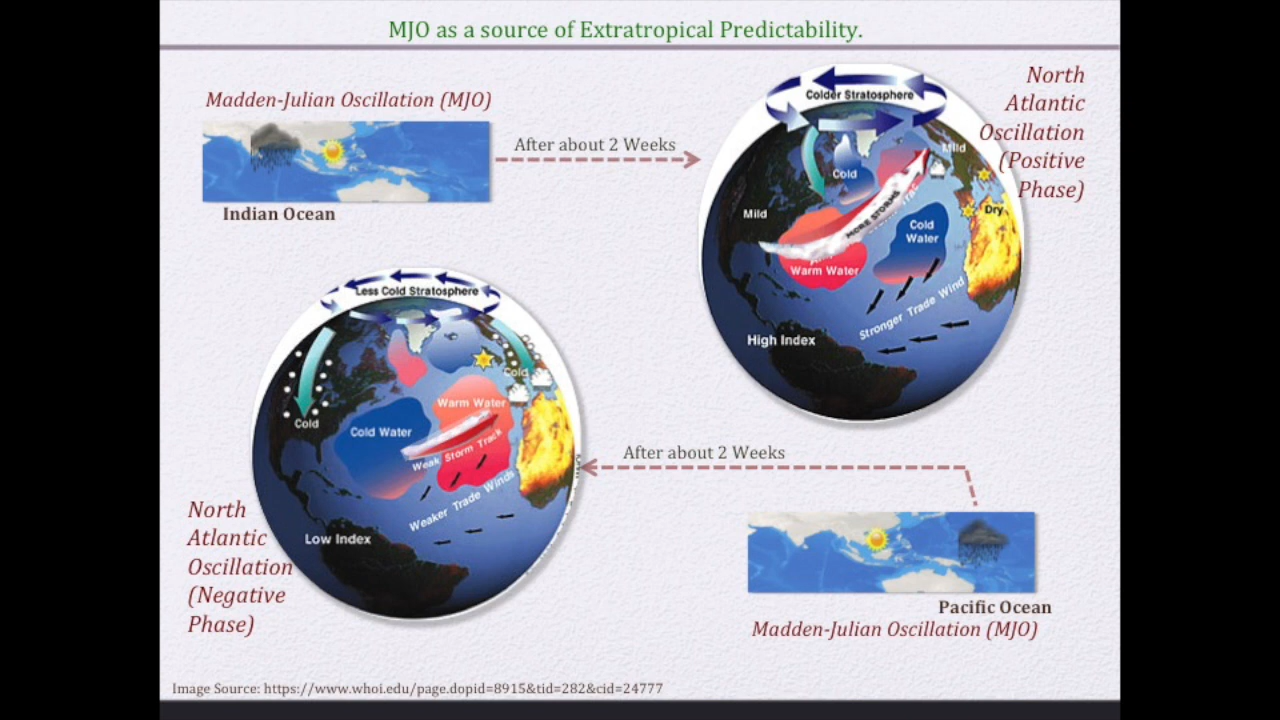 MJO as a source of Extratropical Predictability.
Madden-Julian Oscillation (MJO)
After about 2 Weeks
Indian Ocean
North
Atlantic
Oscillation
(Positive
Phase)
Colder Stratosphere
Mild
Cold
Mild
Dry
MORE STORMS
Cold
Water
Warm Water
Stronger Trade Wind
High Index
Less Cold Stratosphere
Cold
Cold
Warm Water
Cold Water
Weak Storm Track
Weaker Trade Winds
Low Index
North
Atlantic
Oscillation
(Negative
Phase)
After about 2 Weeks
Pacific Ocean
Madden-Julian Oscillation (MJO)
Image Source: https://www.whoi.edu/page.dopid=8915&tid=282&cid=24777